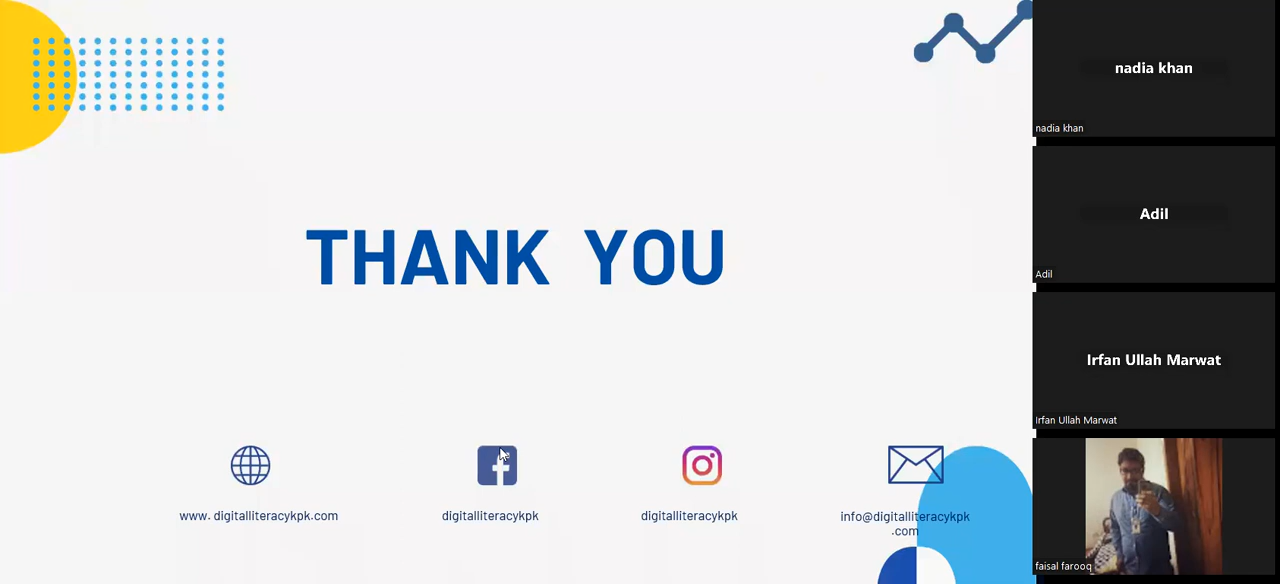 THANK YOU
www. digitalliteracykpk.com
digitalliteracykpk
digitalliteracykpk
info@digitalliteracykpk
.com
nadia khan
nadia khan
Adil
Adil
Irfan Ullah Marwat
Irfan Ullah Marwat
faisal farooq